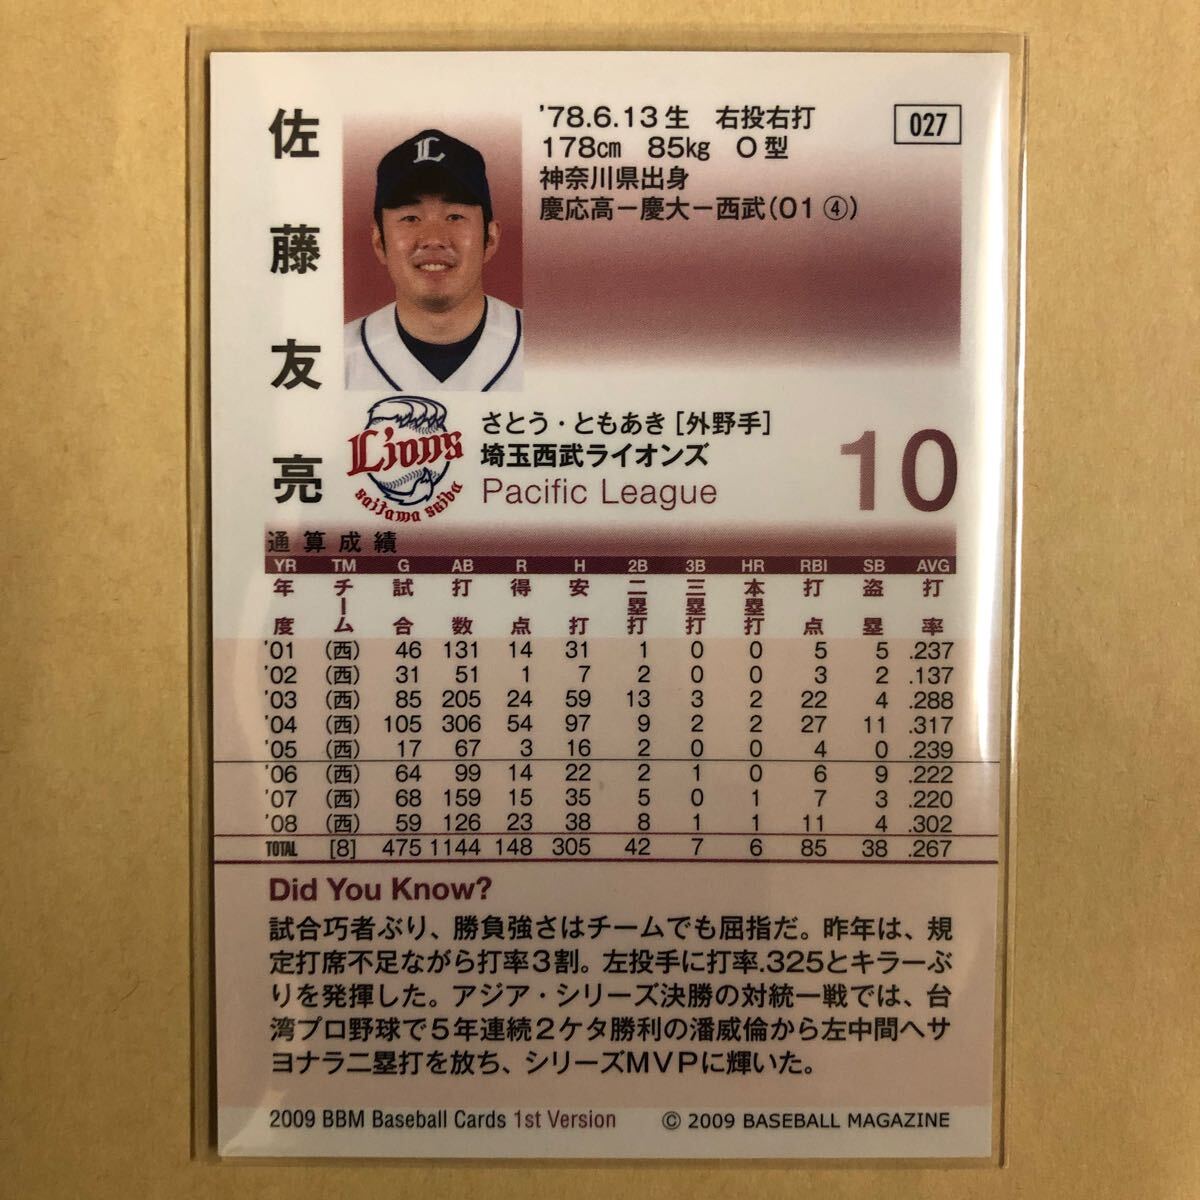 佐藤友亮
'78.6.13生 右投右打
178cm 85kg O型
神奈川県出身
慶応高－慶大－西武(01④)
027
L
Lions
saitama seibu
さとう・ともあき[外野手]
埼玉西武ライオンズ
Pacific League
10
通算成績
YR TM G AB R H 2B 3B HR RBI SB AVG
年度 チーム 試合 打数 得点 安打 二塁打 三塁打 本塁打 打点 盗塁 打率
'01 (西) 46 131 14 31 1 0 0 5 5 .237
'02 (西) 31 51 1 7 2 0 0 3 2 .137
'03 (西) 85 205 24 59 13 3 2 22 4 .288
'04 (西) 105 306 54 97 9 2 2 27 11 .317
'05 (西) 17 67 3 16 2 0 0 4 0 .239
'06 (西) 64 99 14 22 2 1 0 6 9 .222
'07 (西) 68 159 15 35 5 0 1 7 3 .220
'08 (西) 59 126 23 38 8 1 1 11 4 .302
TOTAL [8] 475 1144 148 305 42 7 6 85 38 .267
Did You Know?
試合巧者ぶり、勝負強さはチームでも屈指だ。昨年は、規
定打席不足ながら打率3割。左投手に打率.325とキラーぶ
りを発揮した。アジア・シリーズ決勝の対統一戦では、台
湾プロ野球で5年連続2ケタ勝利の潘威倫から左中間へサ
ヨナラ二塁打を放ち、シリーズMVPに輝いた。
2009 BBM Baseball Cards 1st Version
© 2009 BASEBALL MAGAZINE